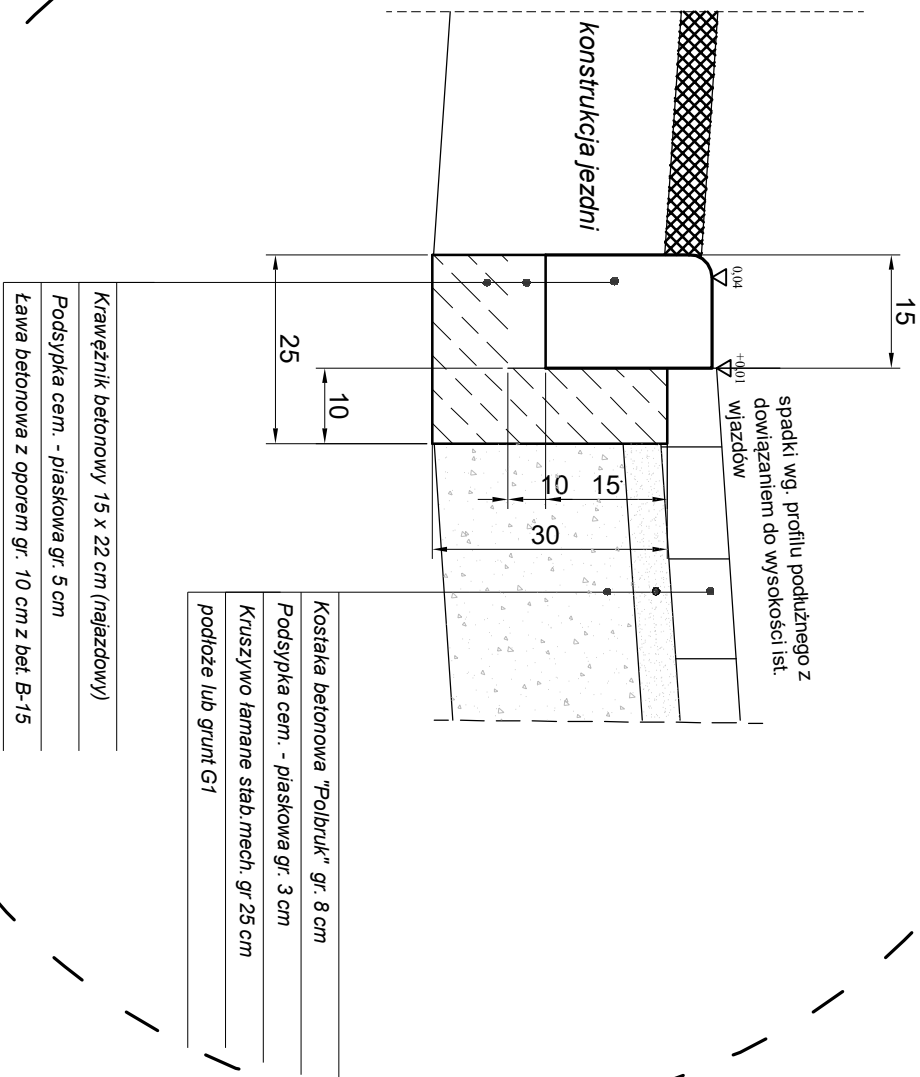 15
0,04
+0,01
spadki wg. profilu podłużnego z
dowiązaniem do wysokości ist.
wjazdów
konstrukcja jezdni
10 15
30
10
25
Kostaka betonowa "Polbruk" gr. 8 cm
Podsypka cem. - piaskowa gr. 3 cm
Kruszywo łamane stab.mech. gr 25 cm
podłoże lub grunt G1
Krawężnik betonowy 15 x 22 cm (najazdowy)
Podsypka cem. - piaskowa gr. 5 cm
Ława betonowa z oporem gr. 10 cm z bet. B-15